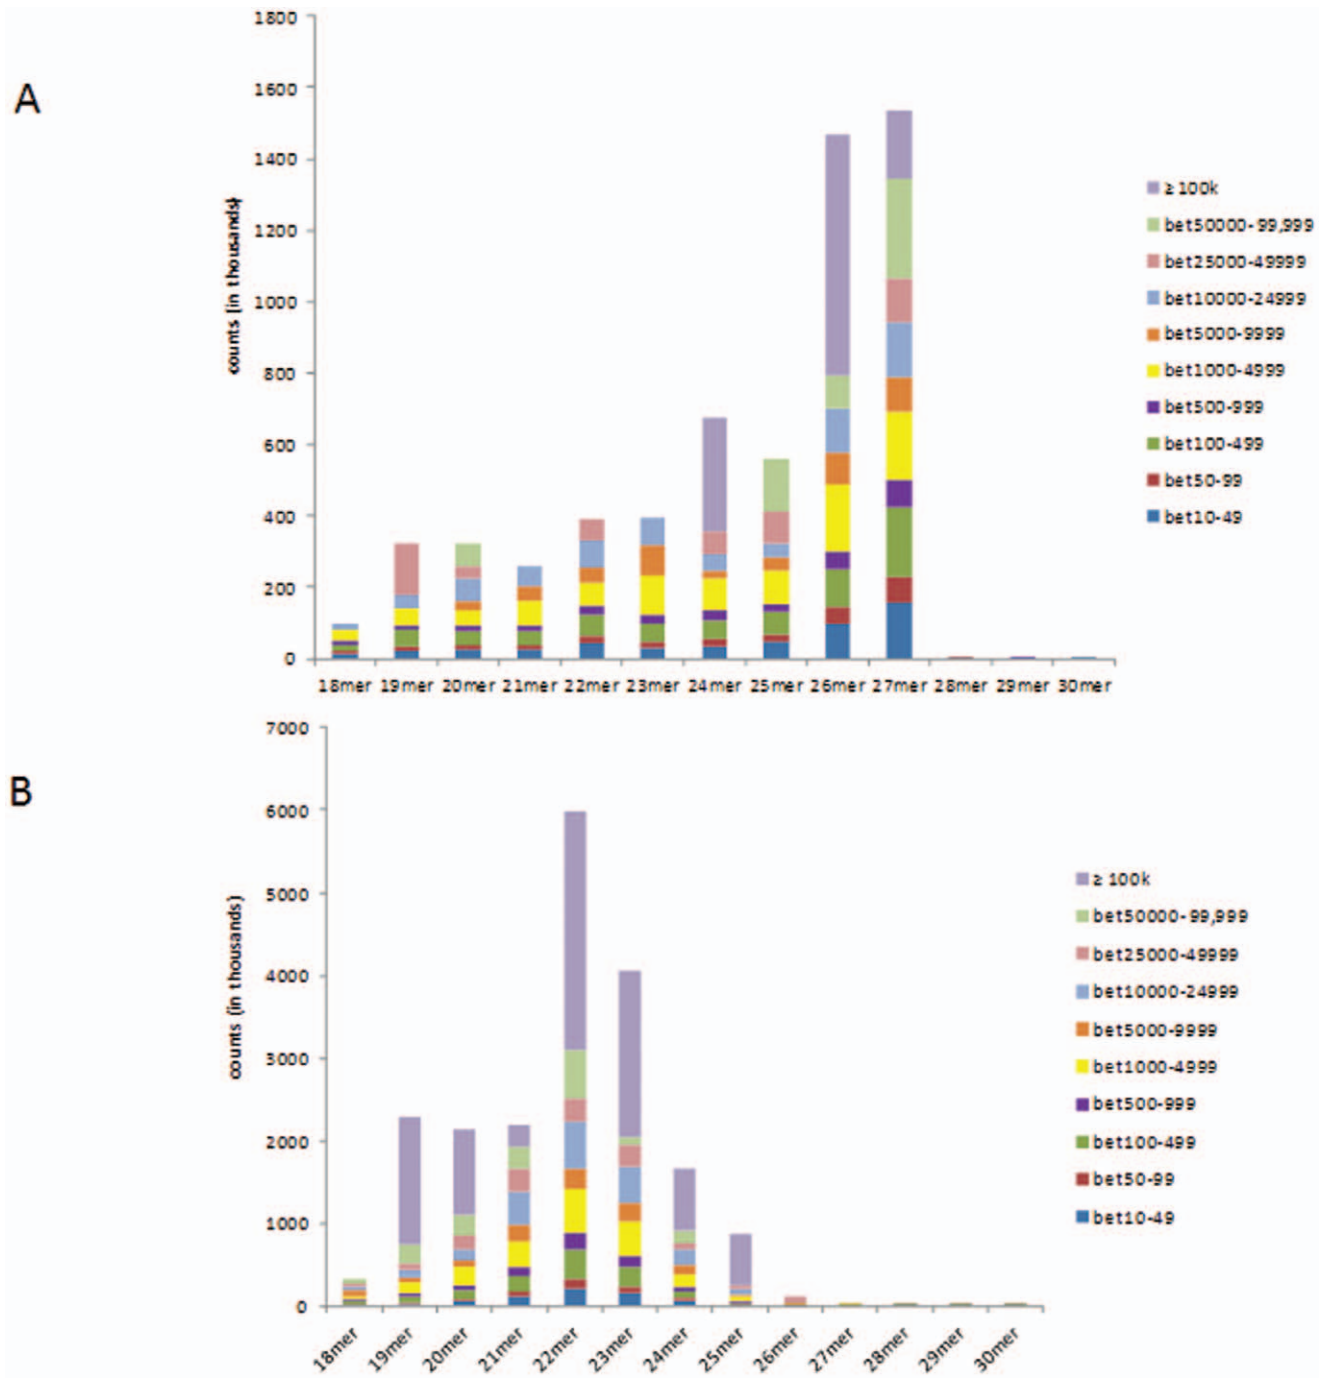 A
1800
1600
1400
1200
1000
800
600
400
200
0
counts (in thousands)
18mer 19mer 20mer 21mer 22mer 23mer 24mer 25mer 26mer 27mer 28mer 29mer 30mer
≥ 100k
bet50000-99,999
bet25000-49999
bet10000-24999
bet5000-9999
bet1000-4999
bet500-999
bet100-499
bet50-99
bet10-49
B
7000
6000
5000
4000
3000
2000
1000
0
counts (in thousands)
18mer 19mer 20mer 21mer 22mer 23mer 24mer 25mer 26mer 27mer 28mer 29mer 30mer
≥ 100k
bet50000-99,999
bet25000-49999
bet10000-24999
bet5000-9999
bet1000-4999
bet500-999
bet100-499
bet50-99
bet10-49